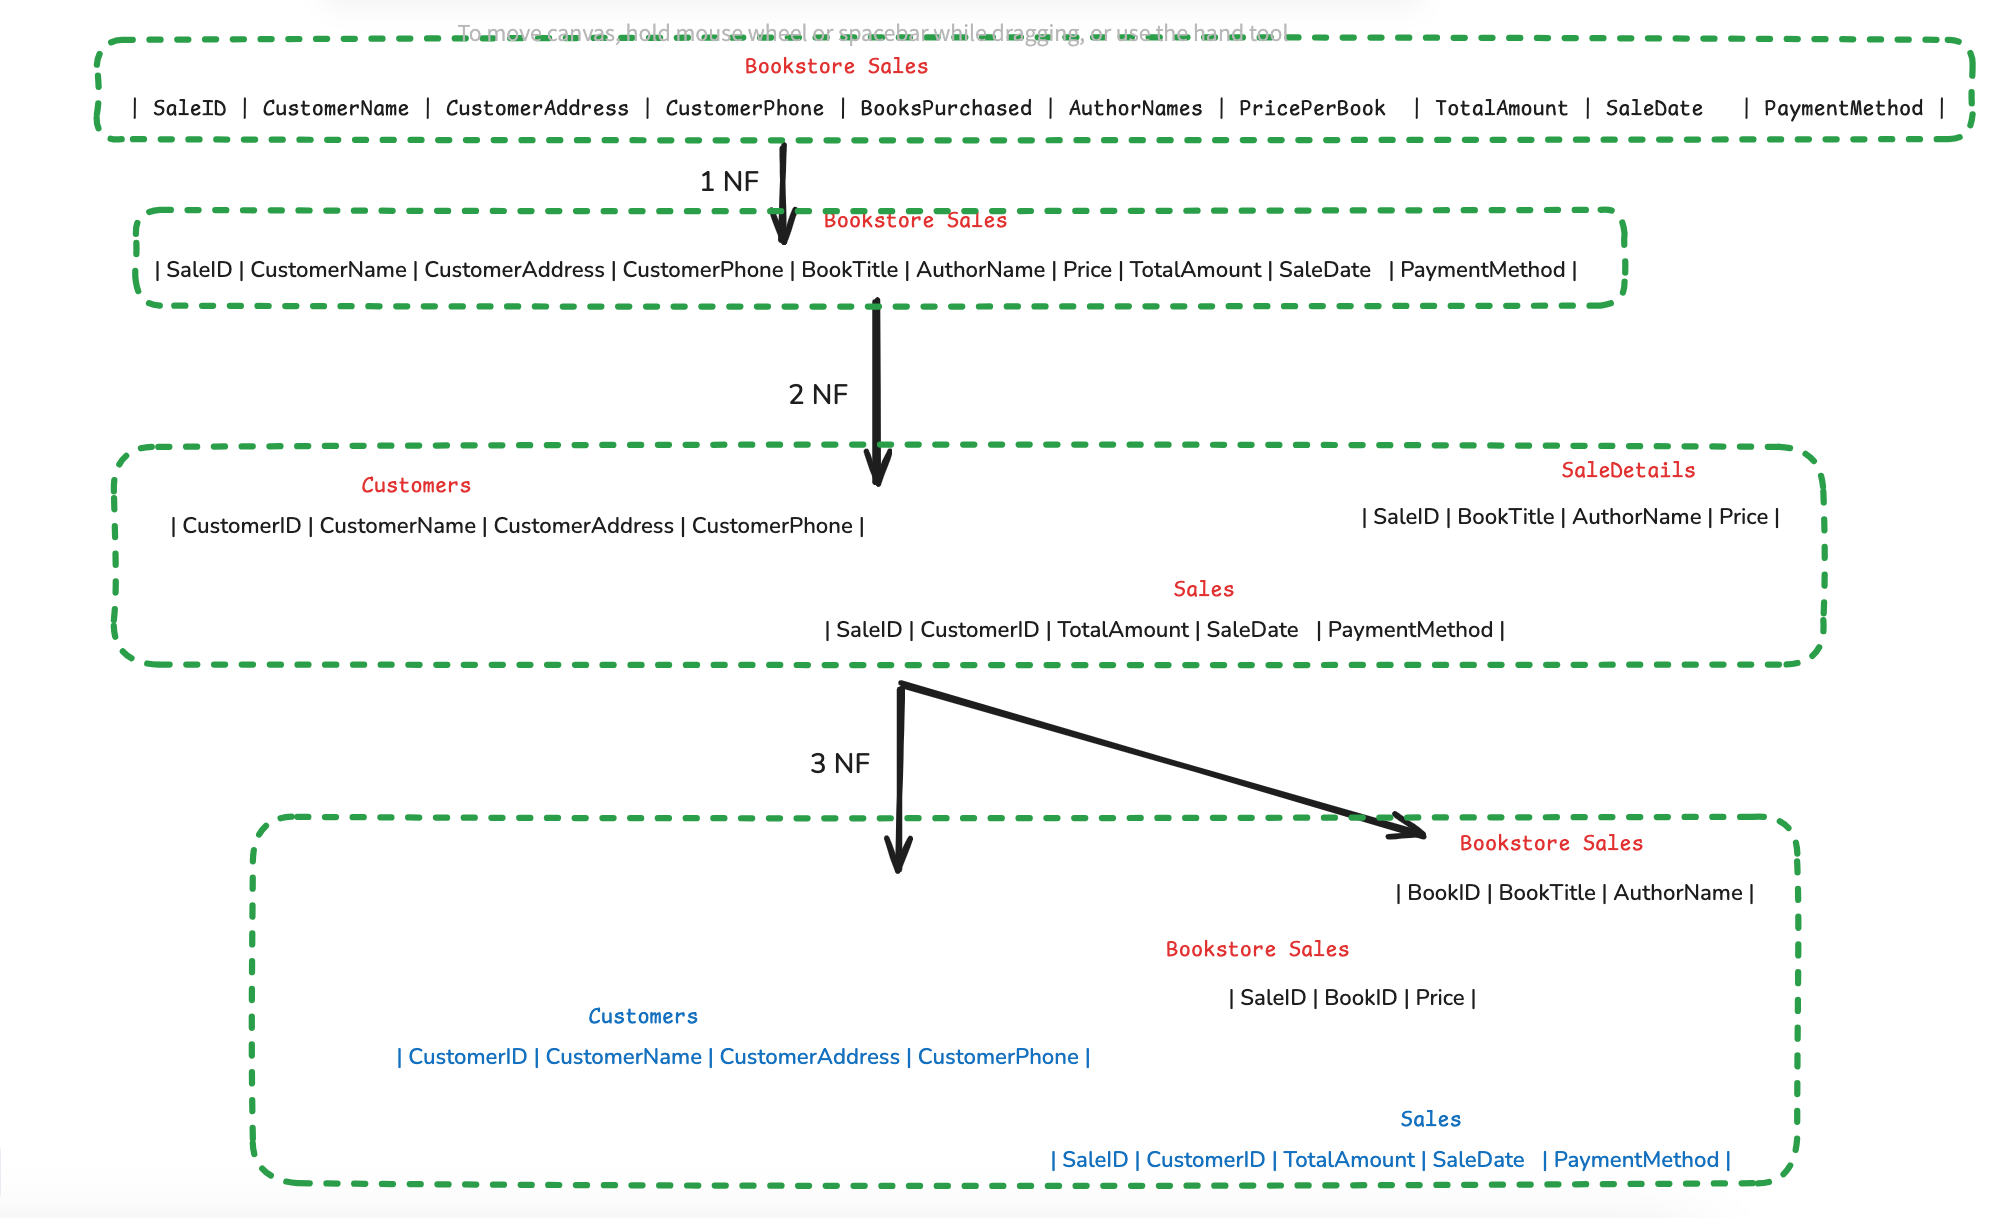 To move canvas, hold mouse wheel or spacebar while dragging, or use the hand tool
Bookstore Sales
| SaleID | CustomerName | CustomerAddress | CustomerPhone | BooksPurchased | AuthorNames | PricePerBook | TotalAmount | SaleDate | PaymentMethod |
1 NF
Bookstore Sales
| SaleID | CustomerName | CustomerAddress | CustomerPhone | BookTitle | AuthorName | Price | TotalAmount | SaleDate | PaymentMethod |
2 NF
Customers
| CustomerID | CustomerName | CustomerAddress | CustomerPhone |
SaleDetails
| SaleID | BookTitle | AuthorName | Price |
Sales
| SaleID | CustomerID | TotalAmount | SaleDate | PaymentMethod |
3 NF
Bookstore Sales
| BookID | BookTitle | AuthorName |
Bookstore Sales
| SaleID | BookID | Price |
Customers
| CustomerID | CustomerName | CustomerAddress | CustomerPhone |
Sales
| SaleID | CustomerID | TotalAmount | SaleDate | PaymentMethod |